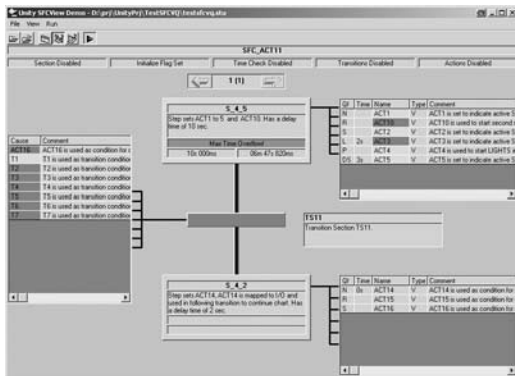 Unity SFCView Demo - D:\prj\UnityPrj\TestSFCVQ\testsfcvq.stu
File View Run
SFC_ACT11
Section Disabled Initialize Flag Set Time Check Disabled Transitions Disabled Actions Disabled
1 (1)
S_4_5
Step sets ACT1 to 5 and ACT10. Has a delay
time of 10 sec.
Max Time Overflow!
10s 000ms 06m 47s 820ms
Ql Time Name Type Comment
N ACT1 V ACT1 is set to indicate active S
R ACT10 V ACT10 is used to start second
S ACT2 V ACT2 is set to indicate active S
L 2s ACT3 V ACT3 is set to indicate active S
P ACT4 V ACT4 is used to start LIGHTS
DS 3s ACT5 V ACT5 is set to indicate active S
Cause Comment
ACT16 ACT16 is used as condition for
T1 T1 is used as transition condition
T2 T2 is used as transition condition
T3 T3 is used as transition condition
T4 T4 is used as transition condition
T5 T5 is used as transition condition
T6 T6 is used as transition condition
T7 T7 is used as transition condition
TS11
Transition Section TS11.
S_4_2
Step sets ACT14, ACT14 is mapped to I/O and
used in following transition to continue chart. Has
a delay time of 2 sec.
Ql Time Name Type Comment
N 0s ACT14 V ACT14 is used as condition for
R ACT15 V ACT15 is used as condition for
S ACT16 V ACT16 is used as condition for